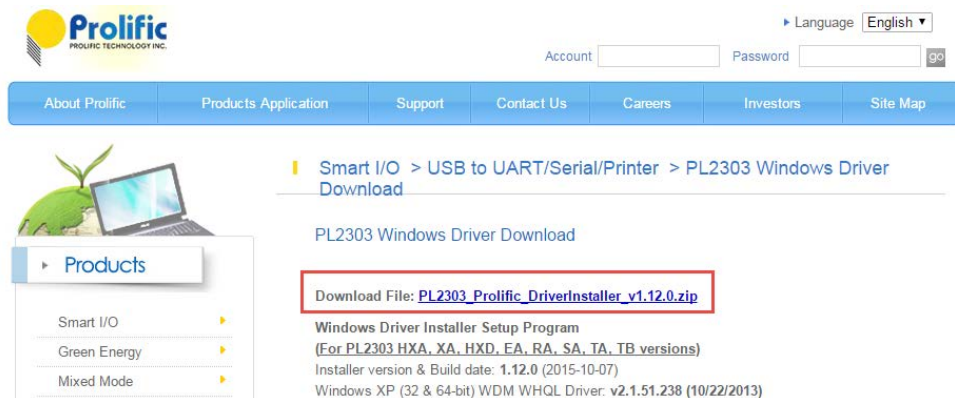 Prolific
PROLIFIC TECHNOLOGY INC.
Language English
Account Password go
About Prolific Products Application Support Contact Us Careers Investors Site Map
Smart I/O > USB to UART/Serial/Printer > PL2303 Windows Driver
Download
PL2303 Windows Driver Download
Products
Download File: PL2303_Prolific_DriverInstaller_v1.12.0.zip
Smart I/O
Windows Driver Installer Setup Program
Green Energy
(For PL2303 HXA, XA, HXD, EA, RA, SA, TA, TB versions)
Installer version & Build date: 1.12.0 (2015-10-07)
Mixed Mode
Windows XP (32 & 64-bit) WDM WHQL Driver: v2.1.51.238 (10/22/2013)